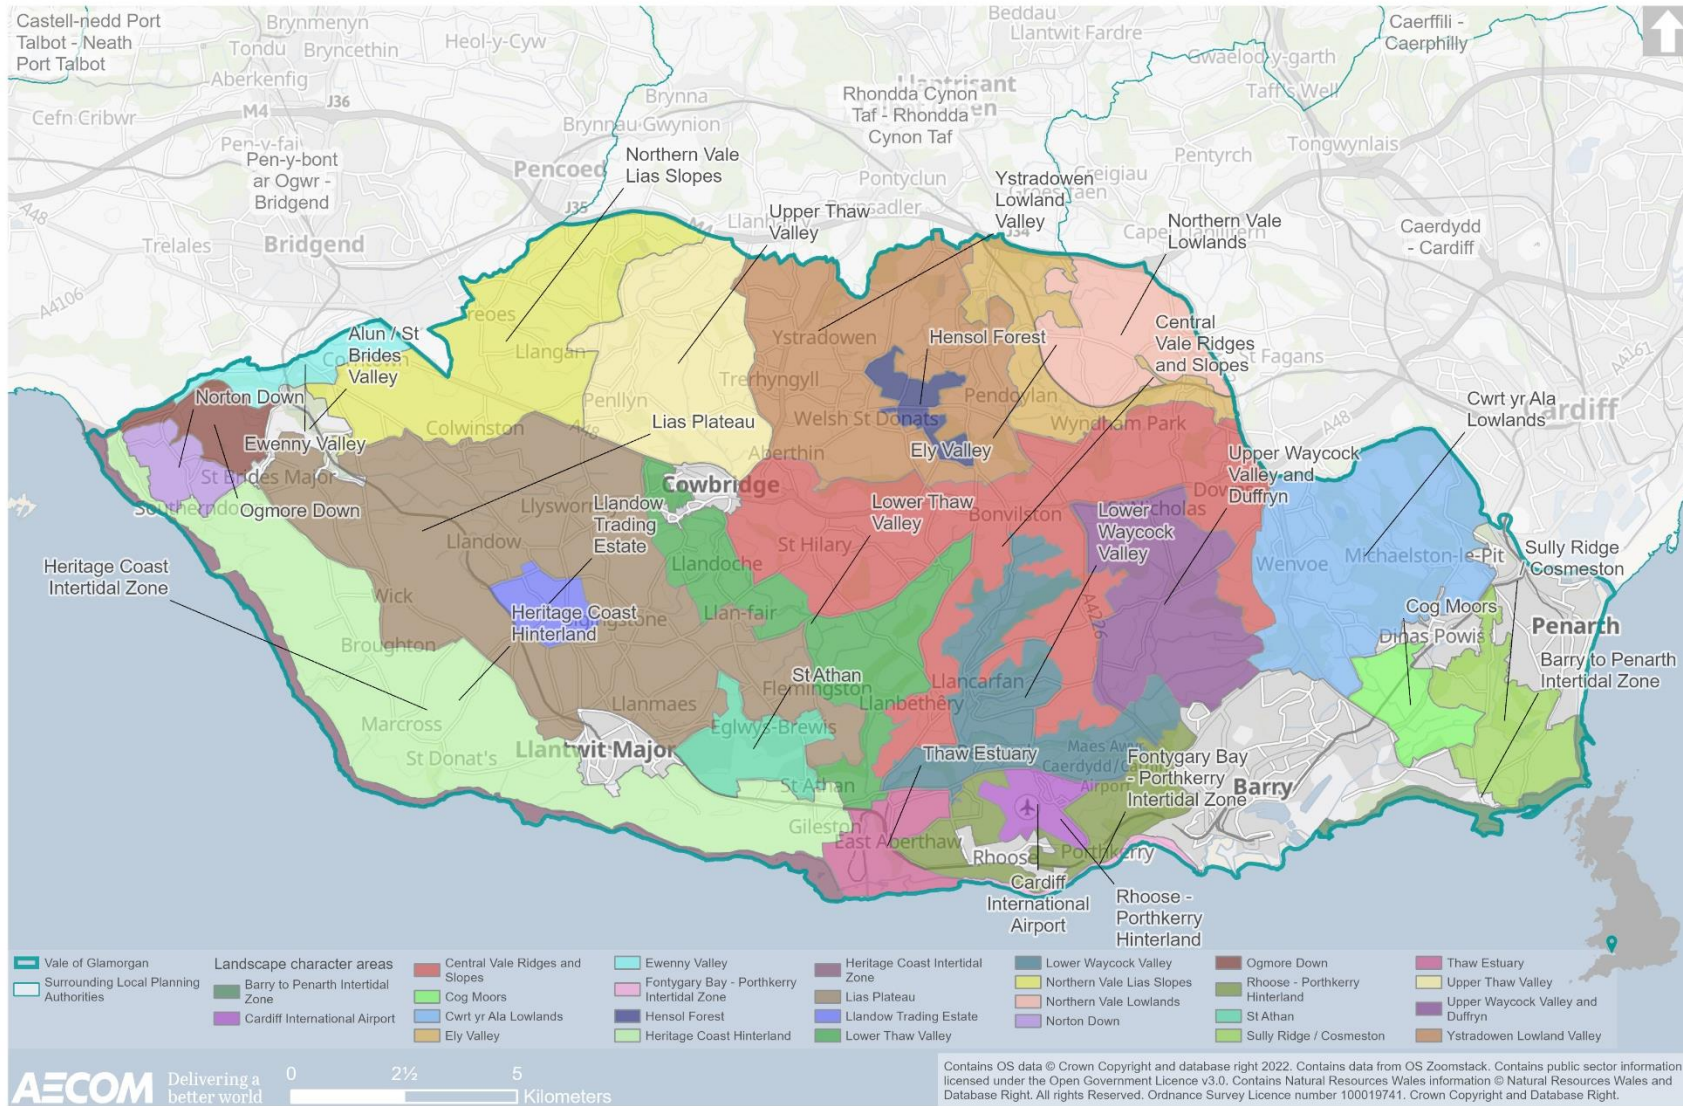 Castell-nedd Port
Talbot - Neath
Port Talbot
Brynmenyn
Tondu
Bryncethin
Heol-y-Cyw
Aberkenfig
Beddau
Llantwit Fardre
Caerffili -
Caerphilly
Gwaelod-y-garth
Taff's Well
M4
J36
Cefn Cribwr
Pen-y-fai
Brynna
Brynnau Gwynion
Rhondda Cynon
Taf - Rhondda
Cynon Taf
Tongwynlais
Pen-y-bont
ar Ogwr -
Bridgend
Northern Vale
Lias Slopes
Pencoed
Pontyclun
Ystradowen
Lowland
Valley
Creigiau
Pentyrch
A48
J35
M4
Upper Thaw
Valley
J34
Northern Vale
Lowlands
Caerdydd
- Cardiff
Trelales
Bridgend
A4106
Alun / St
Brides
Valley
Llangan
Ystradowen
Hensol Forest
Central
Vale Ridges
and Slopes
St Fagans
A4161
Trerhyngyll
Norton Down
Penllyn
Welsh St Donats
Pendoylan
Wyndham Park
A48
Cwrt yr Ala
Lowlands
Lias Plateau
Colwinston
A48
Ewenny Valley
Aberthin
Ely Valley
Upper Waycock
Valley and
Duffryn
St Brides Major
Cowbridge
Ogmore Down
Llandow
Trading
Estate
Lower Thaw
Valley
Bonvilston
Lower
Waycock
Valley
Llandow
St Hilary
Wenvoe
Michaelston-le-Pit
Sully Ridge
/ Cosmeston
Heritage Coast
Intertidal Zone
Llandoche
Wick
Heritage Coast
Hinterland
Llan-fair
A4226
Cog Moors
Dinas Powis
Penarth
Broughton
Barry to Penarth
Intertidal Zone
St Athan
Flemingston
Llancarfan
Llanmaes
Llanbethery
Marcross
Eglwys-Brewis
St Donat's
Llantwit Major
Thaw Estuary
Fontygary Bay
- Porthkerry
Intertidal Zone
St Athan
Barry
Gileston
East Aberthaw
Rhoose
Porthkerry
Cardiff
International
Airport
Rhoose -
Porthkerry
Hinterland
Vale of Glamorgan
Surrounding Local Planning
Authorities
Landscape character areas
Barry to Penarth Intertidal
Zone
Cardiff International Airport
Central Vale Ridges and
Slopes
Cog Moors
Cwrt yr Ala Lowlands
Ely Valley
Ewenny Valley
Fontygary Bay - Porthkerry
Intertidal Zone
Hensol Forest
Heritage Coast Hinterland
Heritage Coast Intertidal
Zone
Lias Plateau
Llandow Trading Estate
Lower Thaw Valley
Lower Waycock Valley
Northern Vale Lias Slopes
Northern Vale Lowlands
Norton Down
Ogmore Down
Rhoose - Porthkerry
Hinterland
St Athan
Sully Ridge / Cosmeston
Thaw Estuary
Upper Thaw Valley
Upper Waycock Valley and
Duffryn
Ystradowen Lowland Valley
AECOM
Delivering a
better world
0 2½ 5
Kilometers
Contains OS data © Crown Copyright and database right 2022. Contains data from OS Zoomstack. Contains public sector information
licensed under the Open Government Licence v3.0. Contains Natural Resources Wales information © Natural Resources Wales and
Database Right. All rights Reserved. Ordnance Survey Licence number 100019741. Crown Copyright and Database Right.